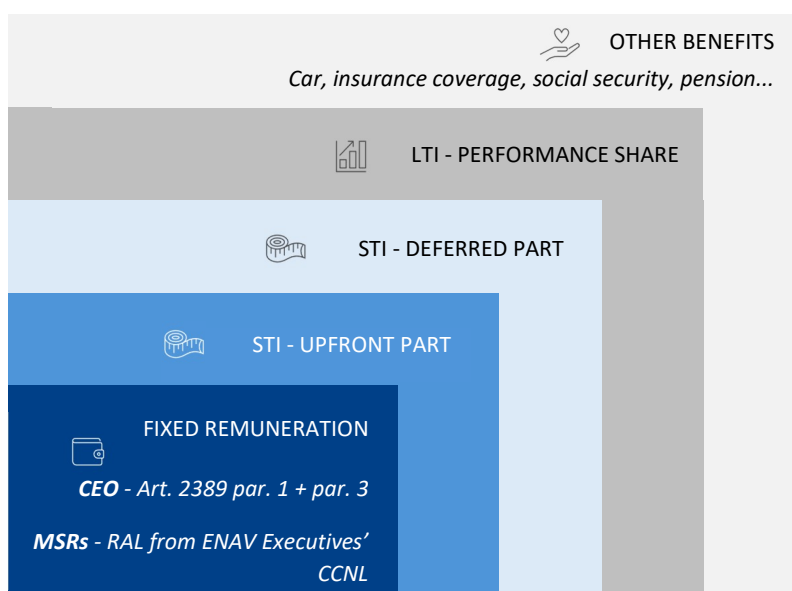 OTHER BENEFITS
Car, insurance coverage, social security, pension...
LTI - PERFORMANCE SHARE
STI - DEFERRED PART
STI - UPFRONT PART
FIXED REMUNERATION
CEO - Art. 2389 par. 1 + par. 3
MSRs - RAL from ENAV Executives’
CCNL